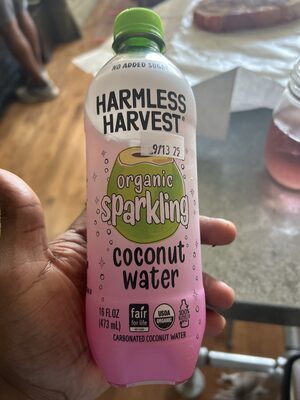 NO ADDED SUGAR
HARMLESS
HARVEST®
9/13 79
organic
sparkling
coconut
water
16 FL OZ
(473 mL)
fair
for life
USDA
ORGANIC
CARBONATED COCONUT WATER